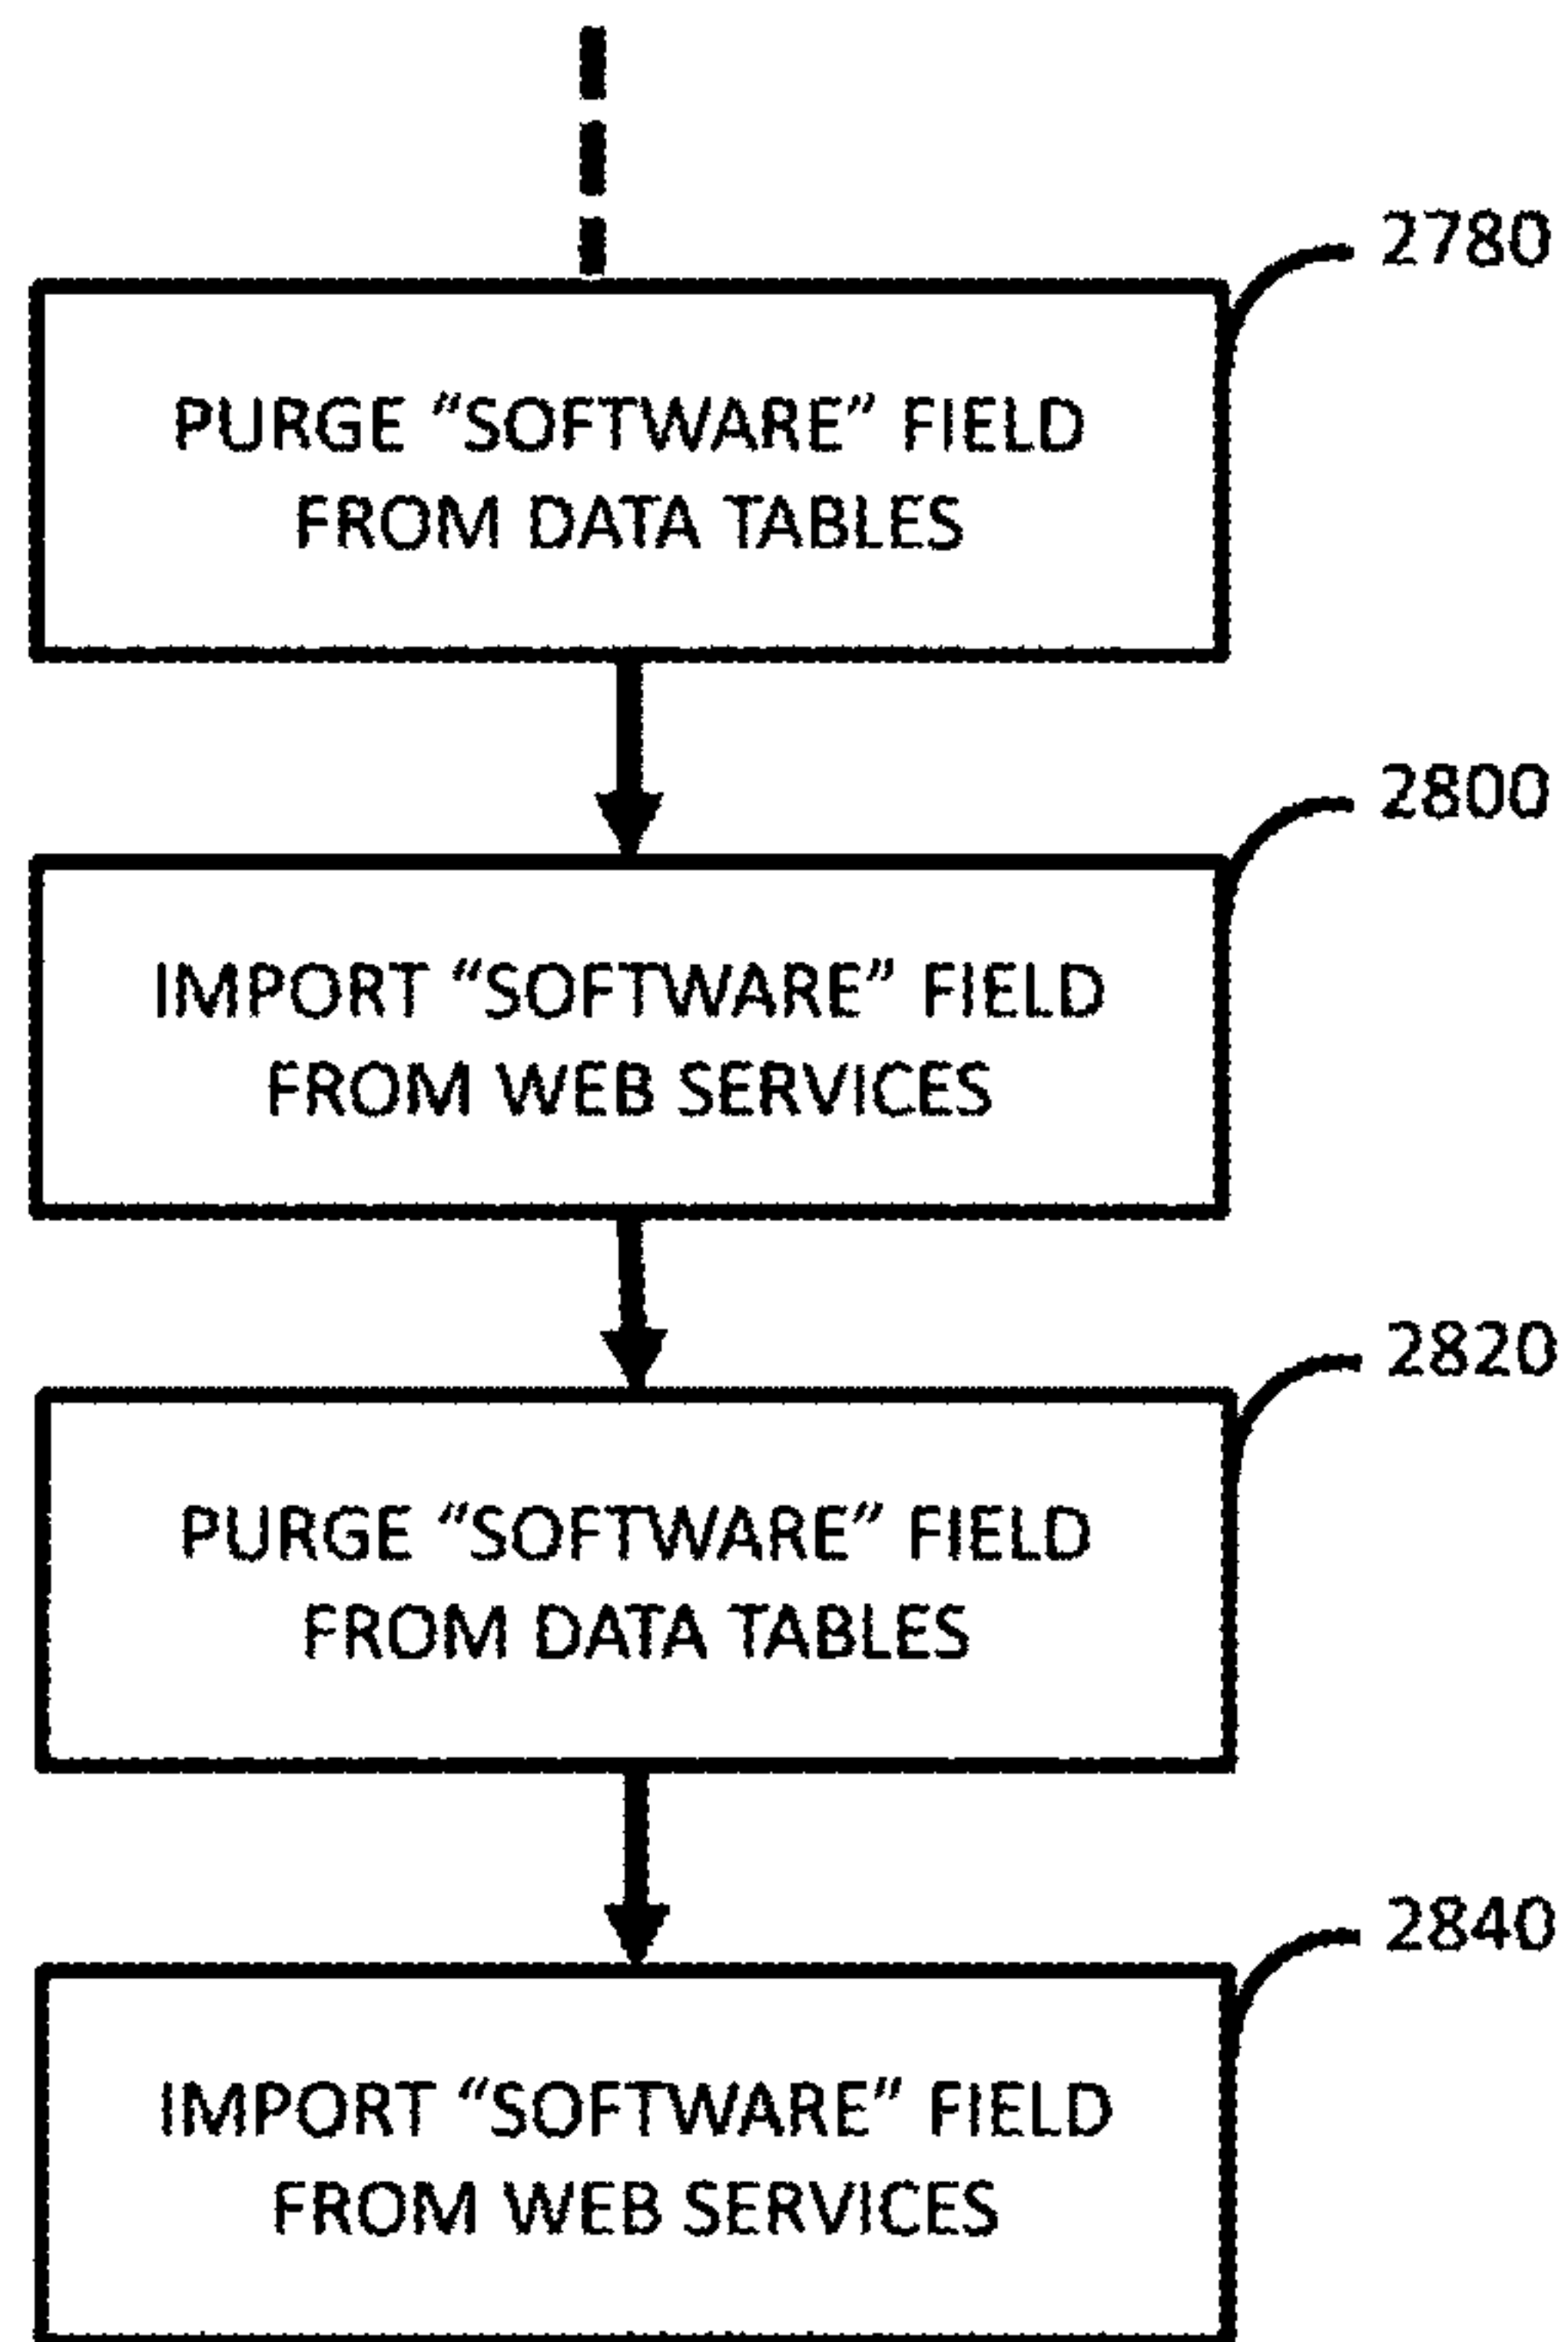 2780
PURGE “SOFTWARE” FIELD
FROM DATA TABLES
2800
IMPORT “SOFTWARE” FIELD
FROM WEB SERVICES
2820
PURGE “SOFTWARE” FIELD
FROM DATA TABLES
2840
IMPORT “SOFTWARE” FIELD
FROM WEB SERVICES